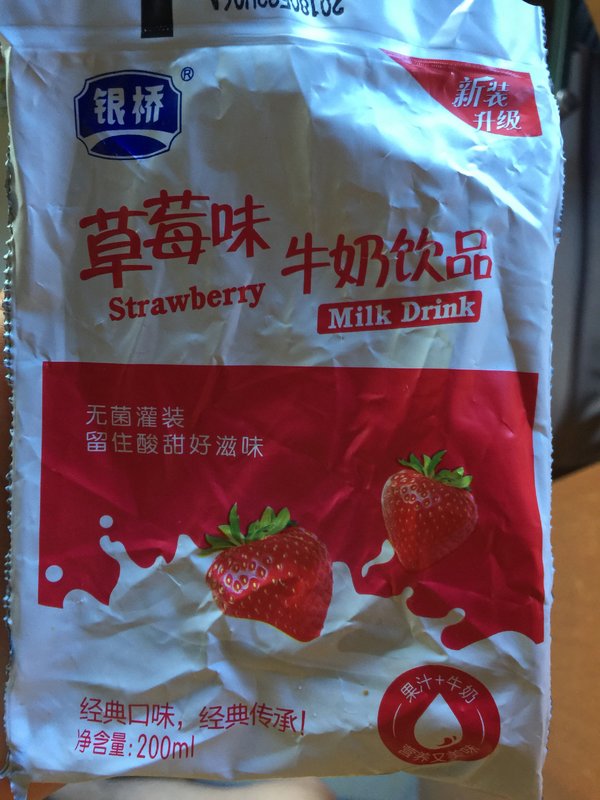 银桥®
新装
升级
草莓味
牛奶饮品
Strawberry
Milk Drink
无菌灌装
留住酸甜好滋味
经典口味，经典传承!
净含量:200ml
果汁+牛奶
营养又美味